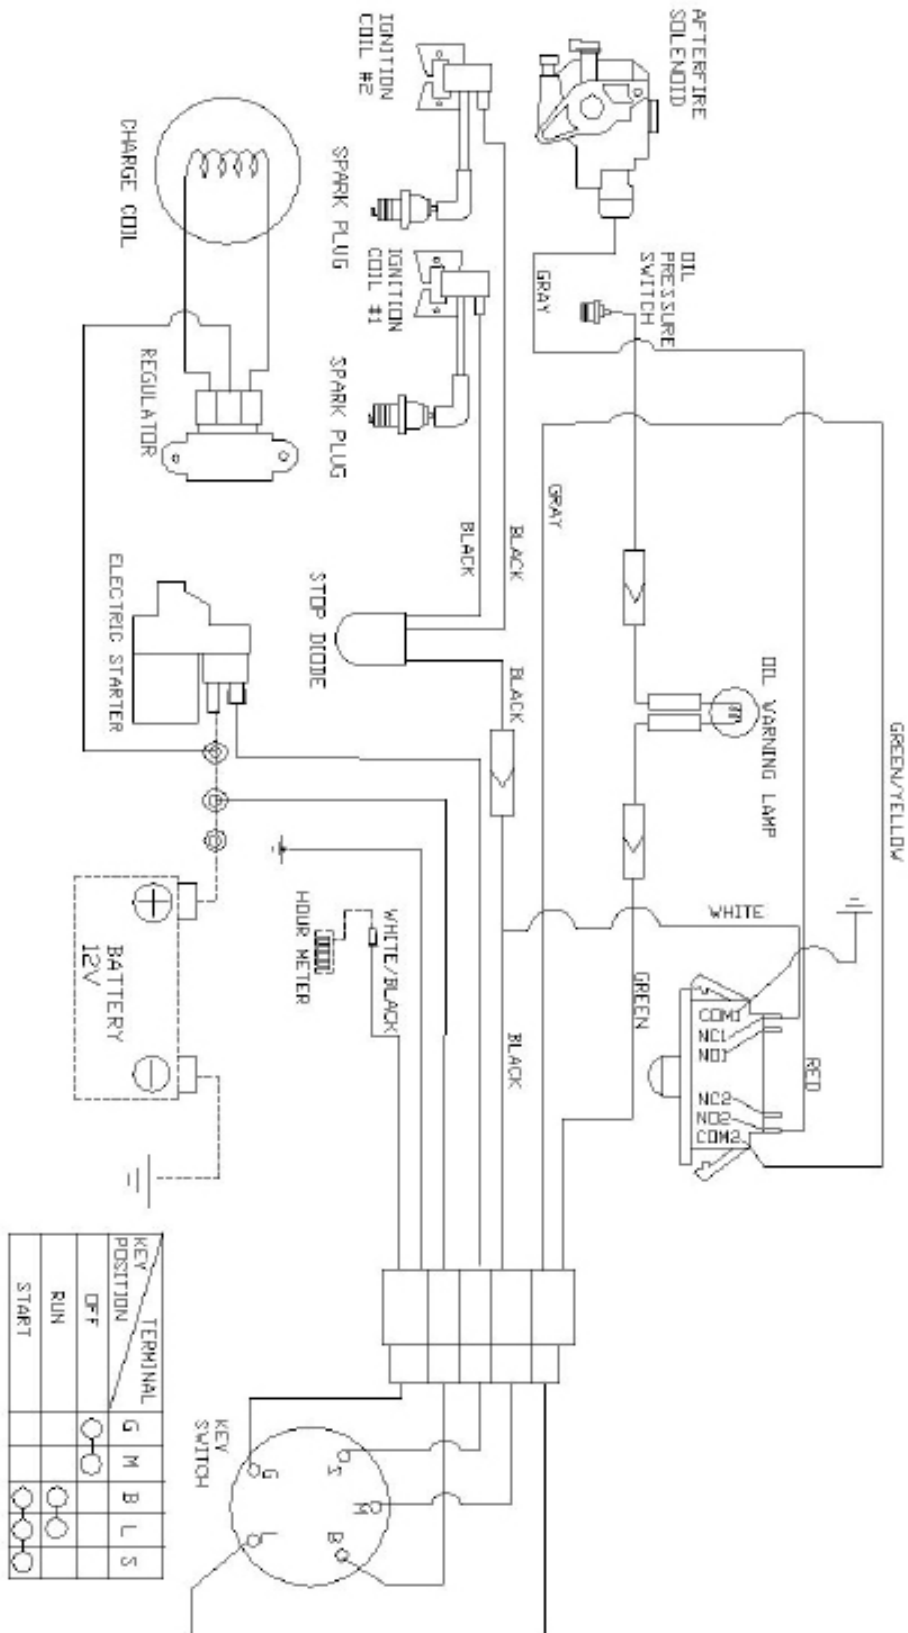 AFTERFIRE
SOLENOID
IGNITION
COIL #2
SPARK PLUG
CHARGE COIL
OIL
PRESSURE
SWITCH
GRAY
IGNITION
COIL #1
SPARK PLUG
REGULATOR
GRAY
BLACK
BLACK
STOP DIODE
ELECTRIC STARTER
BLACK
OIL WARNING LAMP
GREEN/YELLOW
WHITE
GREEN
BLACK
WHITE/BLACK
HOUR METER
BATTERY
12V
COM1
NC1
NO1
NC2
NO2
COM2
RED
KEY
SWITCH
G
S
M
B
L
KEY
POSITION
TERMINAL
G M B L S
OFF
RUN
START